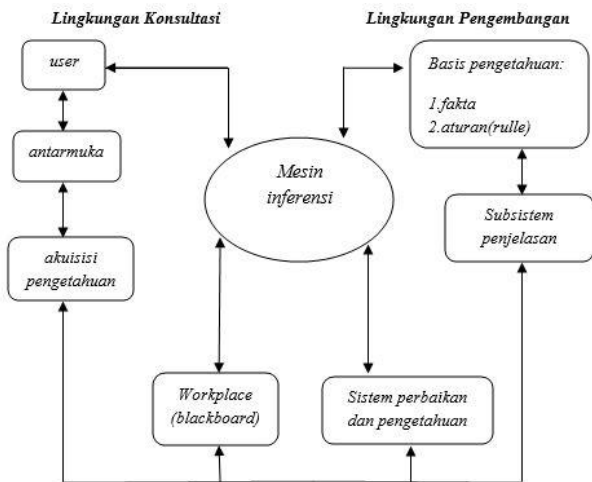 Lingkungan Konsultasi
Lingkungan Pengembangan
user
Basis pengetahuan:
1.fakta
2.aturan(rulle)
antarmuka
Mesin
inferensi
Subsistem
penjelasan
akuisisi
pengetahuan
Workplace
(blackboard)
Sistem perbaikan
dan pengetahuan